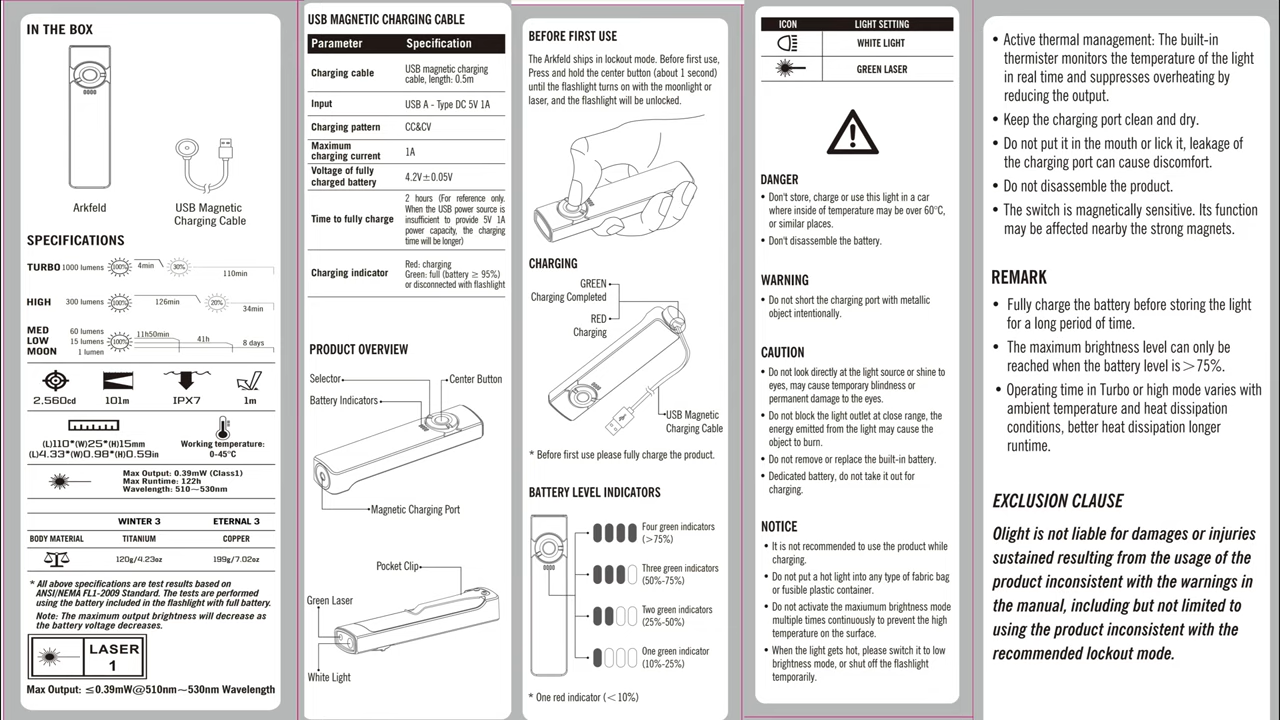 IN THE BOX
Arkfeld
USB Magnetic
Charging Cable
SPECIFICATIONS
TURBO 1000 lumens 100% 4min 30% 110min
HIGH 300 lumens 100% 126min 20% 34min
MED 60 lumens 11h50min
LOW 15 lumens 100% 41h
MOON 1 lumen 8 days
2,560cd 101m IPX7 1m
(L)110*(W)25*(H)15mm
(L)4.33*(W)0.98*(H)0.59in
Working temperature:
0-45°C
Max Output: 0.39mW (Class1)
Max Runtime: 122h
Wavelength: 510~530nm
WINTER 3 ETERNAL 3
BODY MATERIAL TITANIUM COPPER
120g/4.23oz 199g/7.02oz
* All above specifications are test results based on
ANSI/NEMA FL1-2009 Standard. The tests are performed
using the battery included in the flashlight with full battery.
Note: The maximum output brightness will decrease as
the battery voltage decreases.
LASER
1
Max Output: ≤0.39mW@510nm~530nm Wavelength
USB MAGNETIC CHARGING CABLE
Parameter Specification
Charging cable USB magnetic charging
cable, length: 0.5m
Input USB A - Type DC 5V 1A
Charging pattern CC&CV
Maximum
charging current 1A
Voltage of fully
charged battery 4.2V±0.05V
Time to fully charge 2 hours (For reference only.
When the USB power source is
insufficient to provide 5V 1A
power capacity, the charging
time will be longer)
Charging indicator Red: charging
Green: full (battery ≥ 95%)
or disconnected with flashlight
PRODUCT OVERVIEW
Selector
Center Button
Battery Indicators
Magnetic Charging Port
Pocket Clip
Green Laser
White Light
BEFORE FIRST USE
The Arkfeld ships in lockout mode. Before first use,
Press and hold the center button (about 1 second)
until the flashlight turns on with the moonlight or
laser, and the flashlight will be unlocked.
CHARGING
GREEN
Charging Completed
RED
Charging
USB Magnetic
Charging Cable
* Before first use please fully charge the product.
BATTERY LEVEL INDICATORS
Four green indicators
(>75%)
Three green indicators
(50%-75%)
Two green indicators
(25%-50%)
One green indicator
(10%-25%)
* One red indicator (<10%)
ICON LIGHT SETTING
WHITE LIGHT
GREEN LASER
DANGER
• Don't store, charge or use this light in a car
where inside of temperature may be over 60°C,
or similar places.
• Don't disassemble the battery.
WARNING
• Do not short the charging port with metallic
object intentionally.
CAUTION
• Do not look directly at the light source or shine to
eyes, may cause temporary blindness or
permanent damage to the eyes.
• Do not block the light outlet at close range, the
energy emitted from the light may cause the
object to burn.
• Do not remove or replace the built-in battery.
• Dedicated battery, do not take it out for
charging.
NOTICE
• It is not recommended to use the product while
charging.
• Do not put a hot light into any type of fabric bag
or fusible plastic container.
• Do not activate the maxiumum brightness mode
multiple times continuously to prevent the high
temperature on the surface.
• When the light gets hot, please switch it to low
brightness mode, or shut off the flashlight
temporarily.
• Active thermal management: The built-in
thermister monitors the temperature of the light
in real time and suppresses overheating by
reducing the output.
• Keep the charging port clean and dry.
• Do not put it in the mouth or lick it, leakage of
the charging port can cause discomfort.
• Do not disassemble the product.
• The switch is magnetically sensitive. Its function
may be affected nearby the strong magnets.
REMARK
• Fully charge the battery before storing the light
for a long period of time.
• The maximum brightness level can only be
reached when the battery level is>75%.
• Operating time in Turbo or high mode varies with
ambient temperature and heat dissipation
conditions, better heat dissipation longer
runtime.
EXCLUSION CLAUSE
Olight is not liable for damages or injuries
sustained resulting from the usage of the
product inconsistent with the warnings in
the manual, including but not limited to
using the product inconsistent with the
recommended lockout mode.